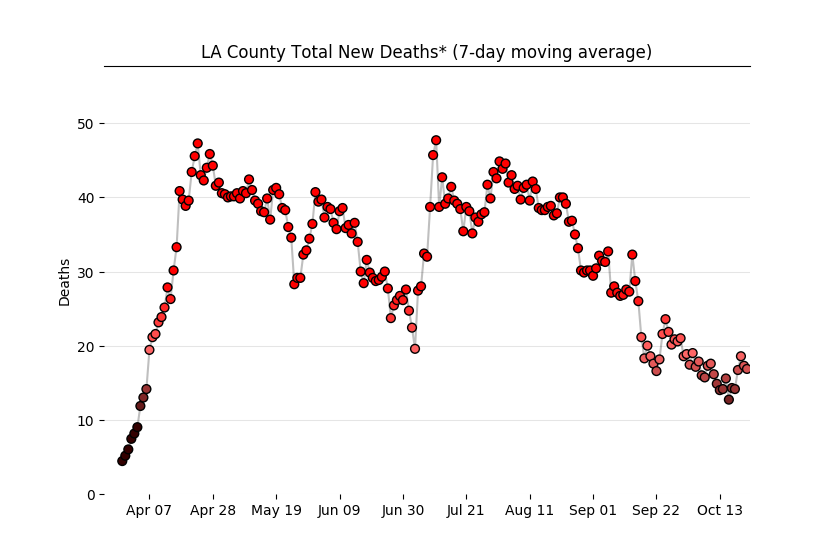 LA County Total New Deaths* (7-day moving average)
50
40
30
20
10
0
Deaths
Apr 07 Apr 28 May 19 Jun 09 Jun 30 Jul 21 Aug 11 Sep 01 Sep 22 Oct 13